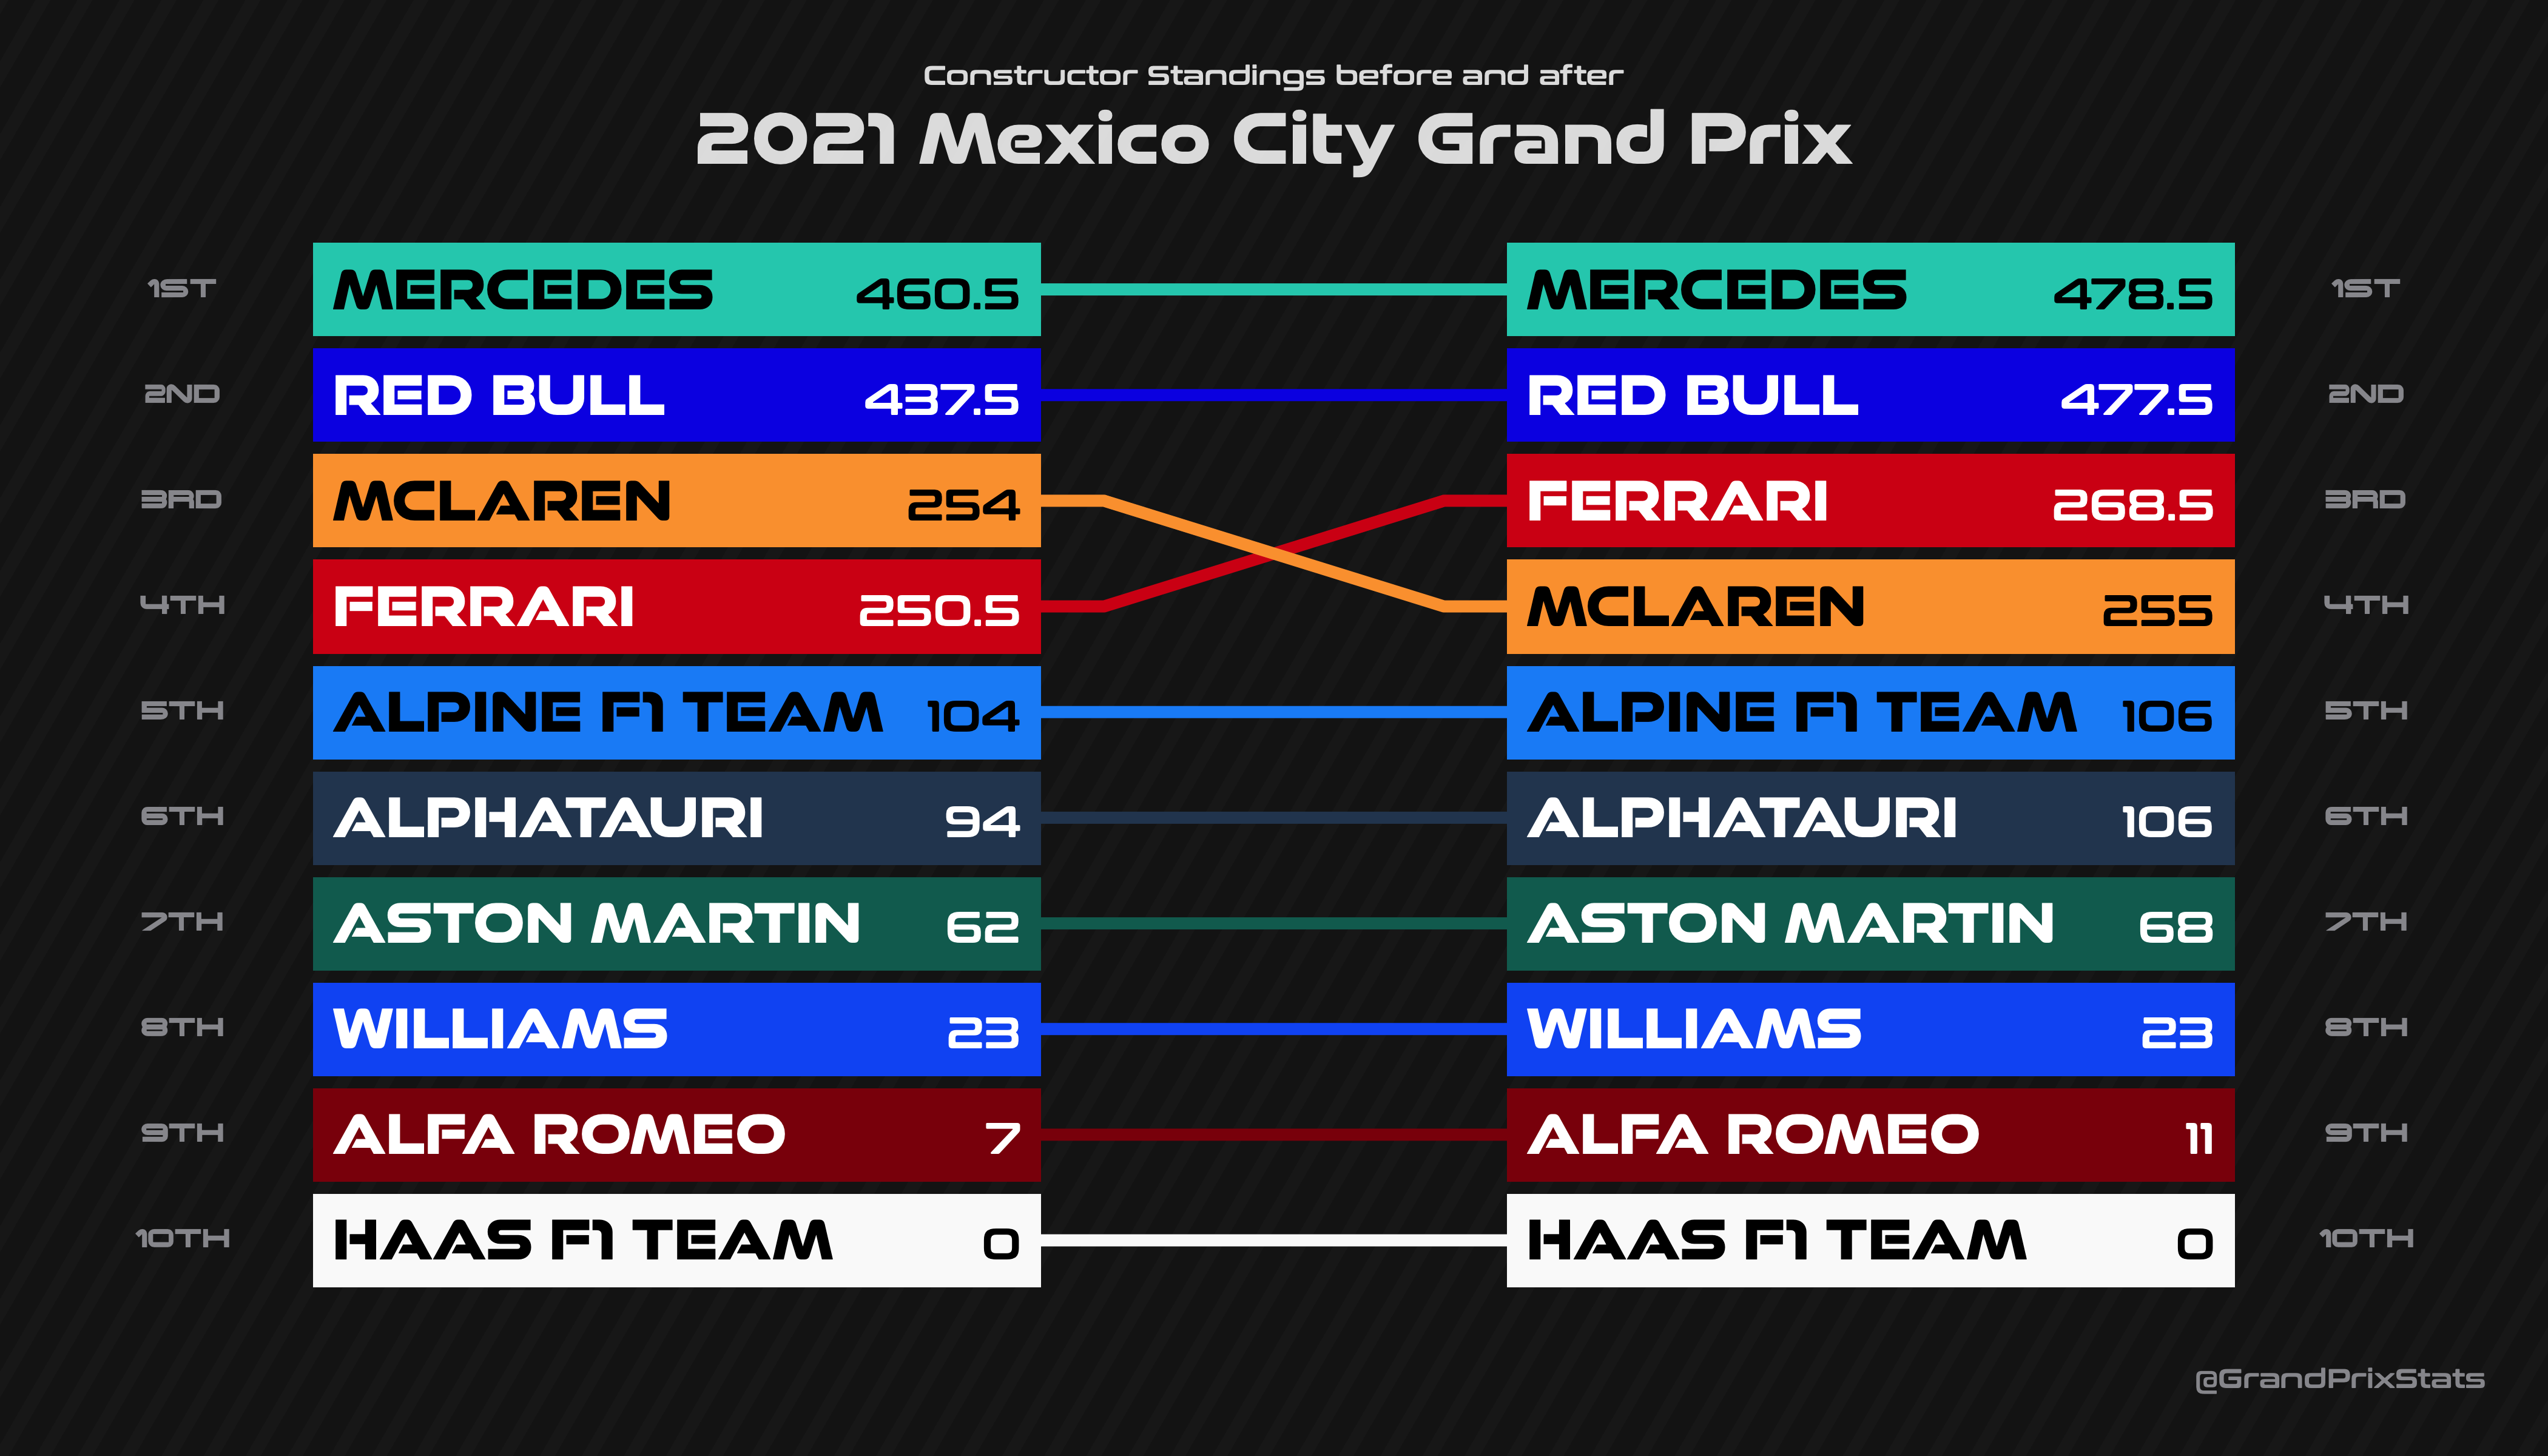 Constructor Standings before and after
2021 Mexico City Grand Prix
1ST MERCEDES 460.5 MERCEDES 478.5 1ST
2ND RED BULL 437.5 RED BULL 477.5 2ND
3RD MCLAREN 254 FERRARI 268.5 3RD
4TH FERRARI 250.5 MCLAREN 255 4TH
5TH ALPINE F1 TEAM 104 ALPINE F1 TEAM 106 5TH
6TH ALPHATAURI 94 ALPHATAURI 106 6TH
7TH ASTON MARTIN 62 ASTON MARTIN 68 7TH
8TH WILLIAMS 23 WILLIAMS 23 8TH
9TH ALFA ROMEO 7 ALFA ROMEO 11 9TH
10TH HAAS F1 TEAM 0 HAAS F1 TEAM 0 10TH
@GrandPrixStats